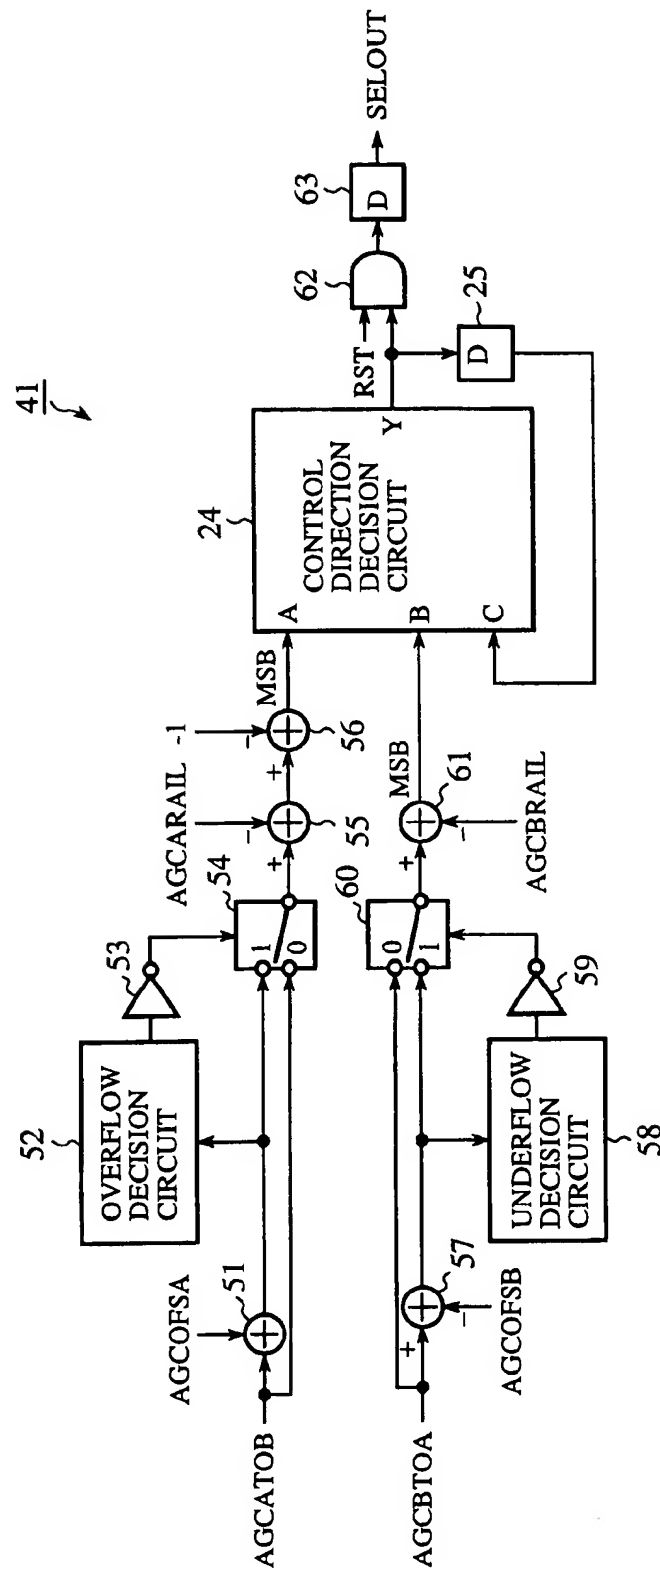 41
AGCATOB
AGCOFSA
51
52
OVERFLOW
DECISION
CIRCUIT
53
54
1
0
AGCARAIL
-
+
55
-1
-
+
56
MSB
24
CONTROL
DIRECTION
DECISION
CIRCUIT
A
B
C
Y
RST
62
63
D
SELOUT
25
D
AGCBTOA
+
-
57
AGCOFSB
UNDERFLOW
DECISION
CIRCUIT
58
59
60
0
1
+
-
61
MSB
AGCBRAIL